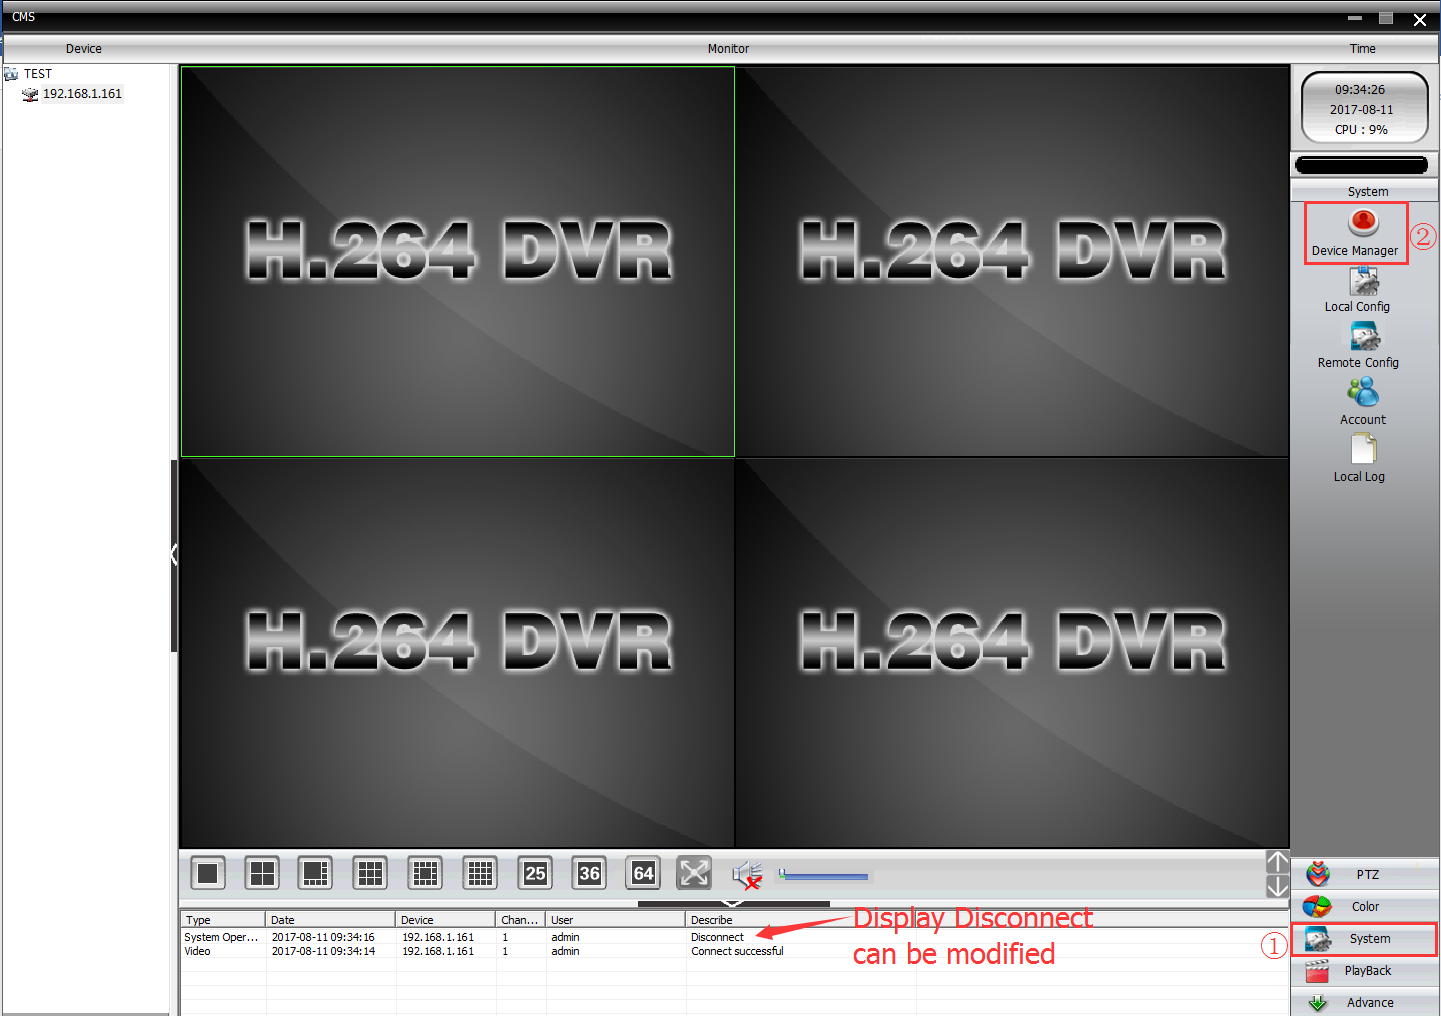 CMS
Device
Monitor
Time
TEST
192.168.1.161
09:34:26
2017-08-11
CPU : 9%
System
Device Manager
②
Local Config
Remote Config
Account
Local Log
H.264 DVR
H.264 DVR
H.264 DVR
H.264 DVR
25
36
64
PTZ
Color
① System
PlayBack
Advance
Type Date Device Chan... User Describe
System Oper... 2017-08-11 09:34:16 192.168.1.161 1 admin Disconnect
Video 2017-08-11 09:34:14 192.168.1.161 1 admin Connect successful
Display Disconnect
can be modified